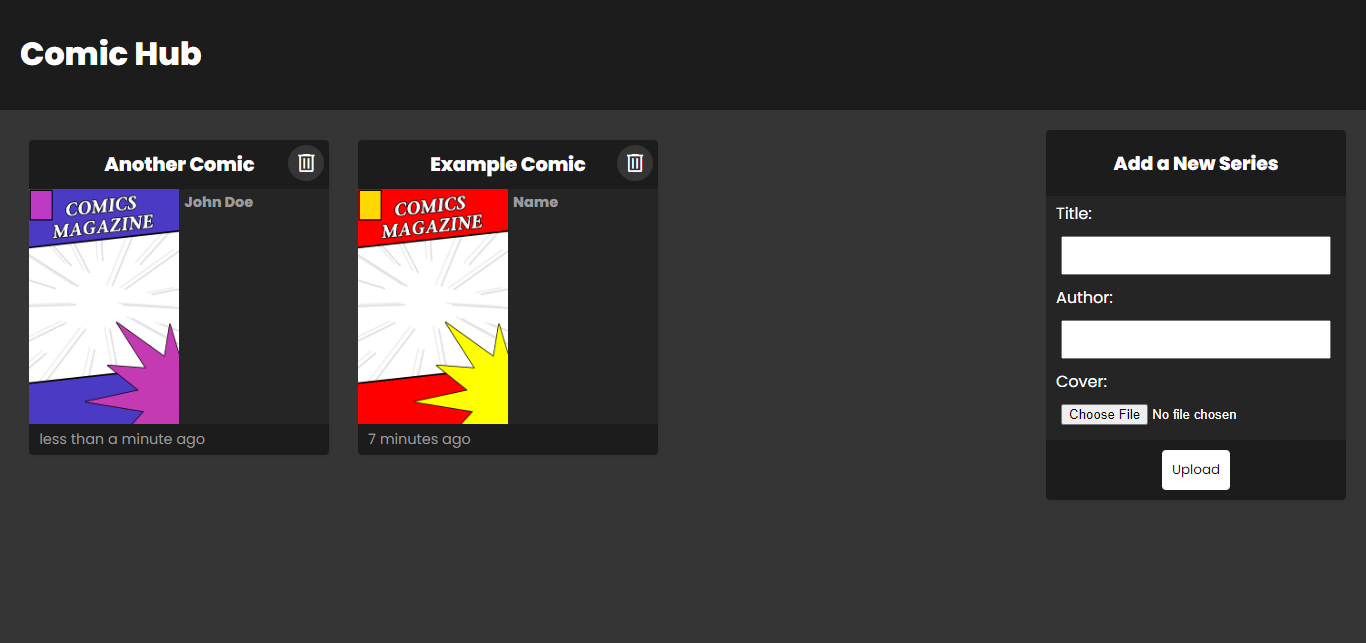 Comic Hub
Another Comic
COMICS
MAGAZINE
John Doe
less than a minute ago
Example Comic
COMICS
MAGAZINE
Name
7 minutes ago
Add a New Series
Title:
Author:
Cover:
Choose File No file chosen
Upload